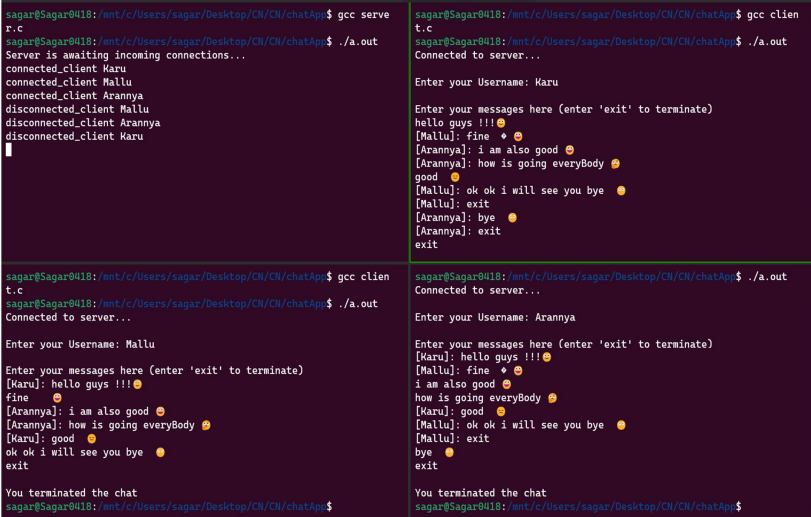 sagar@Sagar0418:/mnt/c/Users/sagar/Desktop/CN/CN/chatApp$ gcc serve
r.c
sagar@Sagar0418:/mnt/c/Users/sagar/Desktop/CN/CN/chatApp$ ./a.out
Server is awaiting incoming connections...
connected_client Karu
connected_client Mallu
connected_client Arannya
disconnected_client Mallu
disconnected_client Arannya
disconnected_client Karu
sagar@Sagar0418:/mnt/c/Users/sagar/Desktop/CN/CN/chatApp$ gcc clien
t.c
sagar@Sagar0418:/mnt/c/Users/sagar/Desktop/CN/CN/chatApp$ ./a.out
Connected to server...
Enter your Username: Karu
Enter your messages here (enter 'exit' to terminate)
hello guys !!!😀
[Mallu]: fine � 😀
[Arannya]: i am also good 😀
[Arannya]: how is going everyBody 🤔
good 😐
[Mallu]: ok ok i will see you bye 🙂
[Mallu]: exit
[Arannya]: bye 🙂
[Arannya]: exit
exit
sagar@Sagar0418:/mnt/c/Users/sagar/Desktop/CN/CN/chatApp$ gcc clien
t.c
sagar@Sagar0418:/mnt/c/Users/sagar/Desktop/CN/CN/chatApp$ ./a.out
Connected to server...
Enter your Username: Mallu
Enter your messages here (enter 'exit' to terminate)
[Karu]: hello guys !!!😀
fine 😀
[Arannya]: i am also good 😀
[Arannya]: how is going everyBody 🤔
[Karu]: good 😐
ok ok i will see you bye 🙂
exit
You terminated the chat
sagar@Sagar0418:/mnt/c/Users/sagar/Desktop/CN/CN/chatApp$
sagar@Sagar0418:/mnt/c/Users/sagar/Desktop/CN/CN/chatApp$ ./a.out
Connected to server...
Enter your Username: Arannya
Enter your messages here (enter 'exit' to terminate)
[Karu]: hello guys !!!😀
[Mallu]: fine � 😀
i am also good 😀
how is going everyBody 🤔
[Karu]: good 😐
[Mallu]: ok ok i will see you bye 🙂
[Mallu]: exit
bye 🙂
exit
You terminated the chat
sagar@Sagar0418:/mnt/c/Users/sagar/Desktop/CN/CN/chatApp$